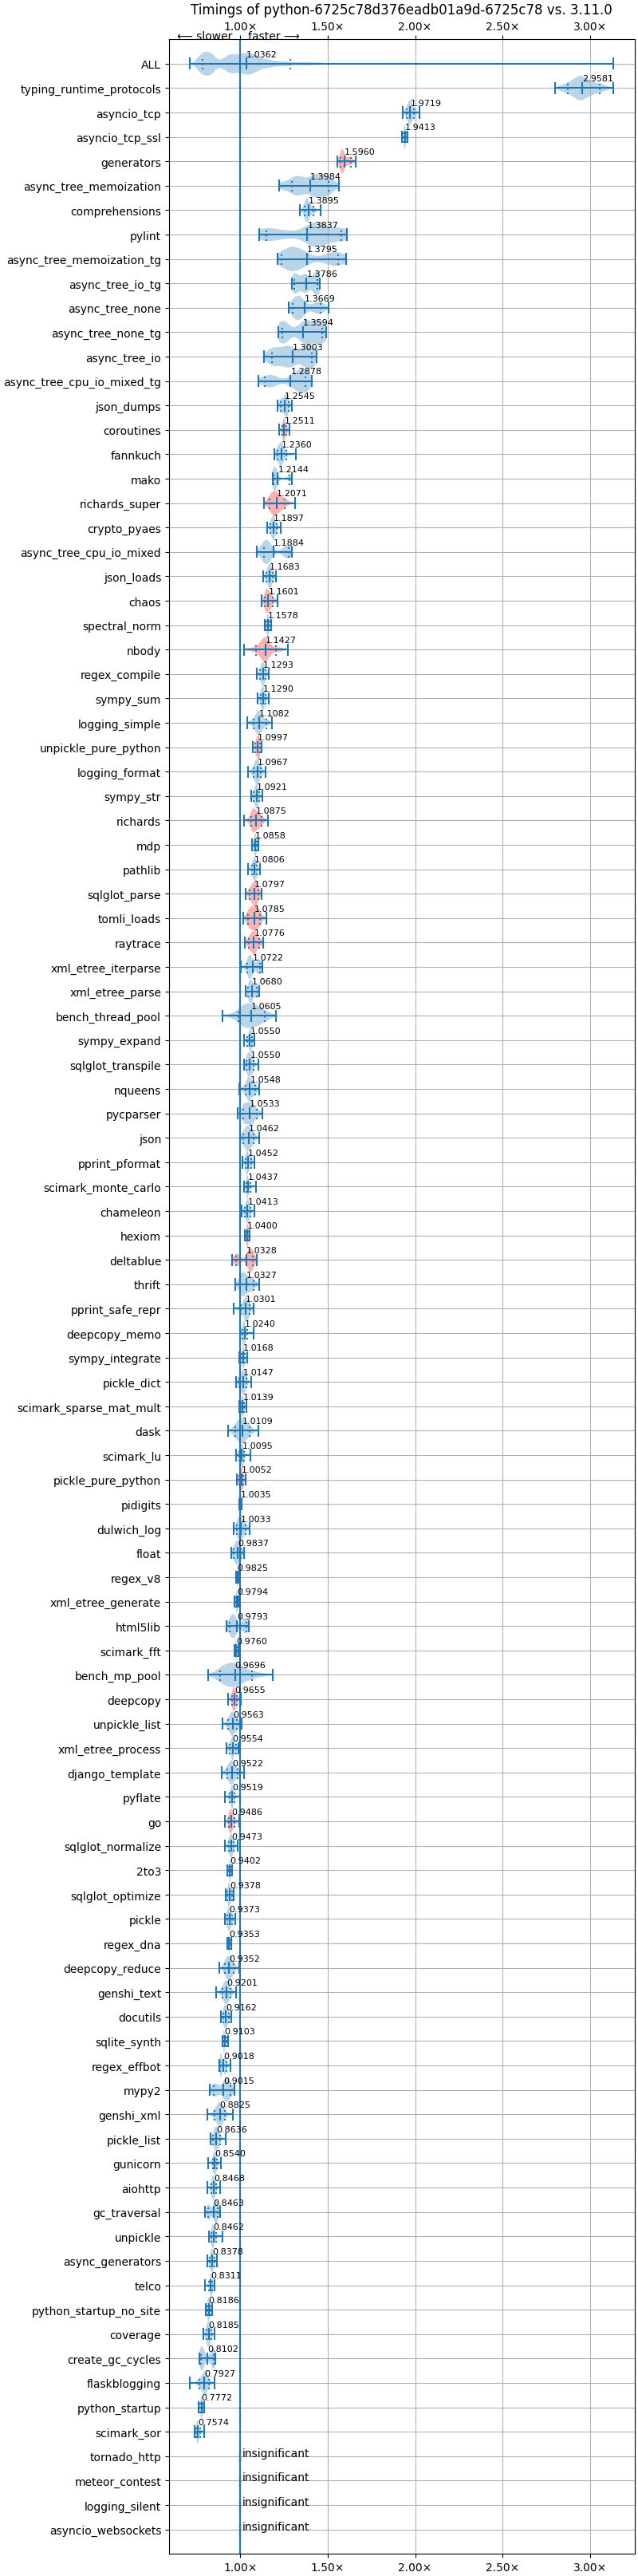 Timings of python-6725c78d376eadb01a9d-6725c78 vs. 3.11.0
1.00× 1.50× 2.00× 2.50× 3.00×
⟵ slower faster ⟶
ALL 1.0362
typing_runtime_protocols 2.9581
asyncio_tcp 1.9719
asyncio_tcp_ssl 1.9413
generators 1.5960
async_tree_memoization 1.3984
comprehensions 1.3895
pylint 1.3837
async_tree_memoization_tg 1.3795
async_tree_io_tg 1.3786
async_tree_none 1.3669
async_tree_none_tg 1.3594
async_tree_io 1.3003
async_tree_cpu_io_mixed_tg 1.2878
json_dumps 1.2545
coroutines 1.2511
fannkuch 1.2360
mako 1.2144
richards_super 1.2071
crypto_pyaes 1.1897
async_tree_cpu_io_mixed 1.1884
json_loads 1.1683
chaos 1.1601
spectral_norm 1.1578
nbody 1.1427
regex_compile 1.1293
sympy_sum 1.1290
logging_simple 1.1082
unpickle_pure_python 1.0997
logging_format 1.0967
sympy_str 1.0921
richards 1.0875
mdp 1.0858
pathlib 1.0806
sqlglot_parse 1.0797
tomli_loads 1.0785
raytrace 1.0776
xml_etree_iterparse 1.0722
xml_etree_parse 1.0680
bench_thread_pool 1.0605
sympy_expand 1.0550
sqlglot_transpile 1.0550
nqueens 1.0548
pycparser 1.0533
json 1.0462
pprint_pformat 1.0452
scimark_monte_carlo 1.0437
chameleon 1.0413
hexiom 1.0400
deltablue 1.0328
thrift 1.0327
pprint_safe_repr 1.0301
deepcopy_memo 1.0240
sympy_integrate 1.0168
pickle_dict 1.0147
scimark_sparse_mat_mult 1.0139
dask 1.0109
scimark_lu 1.0095
pickle_pure_python 1.0052
pidigits 1.0035
dulwich_log 1.0033
float 0.9837
regex_v8 0.9825
xml_etree_generate 0.9794
html5lib 0.9793
scimark_fft 0.9760
bench_mp_pool 0.9696
deepcopy 0.9655
unpickle_list 0.9563
xml_etree_process 0.9554
django_template 0.9522
pyflate 0.9519
go 0.9486
sqlglot_normalize 0.9473
2to3 0.9402
sqlglot_optimize 0.9378
pickle 0.9373
regex_dna 0.9353
deepcopy_reduce 0.9352
genshi_text 0.9201
docutils 0.9162
sqlite_synth 0.9103
regex_effbot 0.9018
mypy2 0.9015
genshi_xml 0.8825
pickle_list 0.8636
gunicorn 0.8540
aiohttp 0.8468
gc_traversal 0.8463
unpickle 0.8462
async_generators 0.8378
telco 0.8311
python_startup_no_site 0.8186
coverage 0.8185
create_gc_cycles 0.8102
flaskblogging 0.7927
python_startup 0.7772
scimark_sor 0.7574
tornado_http insignificant
meteor_contest insignificant
logging_silent insignificant
asyncio_websockets insignificant
1.00× 1.50× 2.00× 2.50× 3.00×